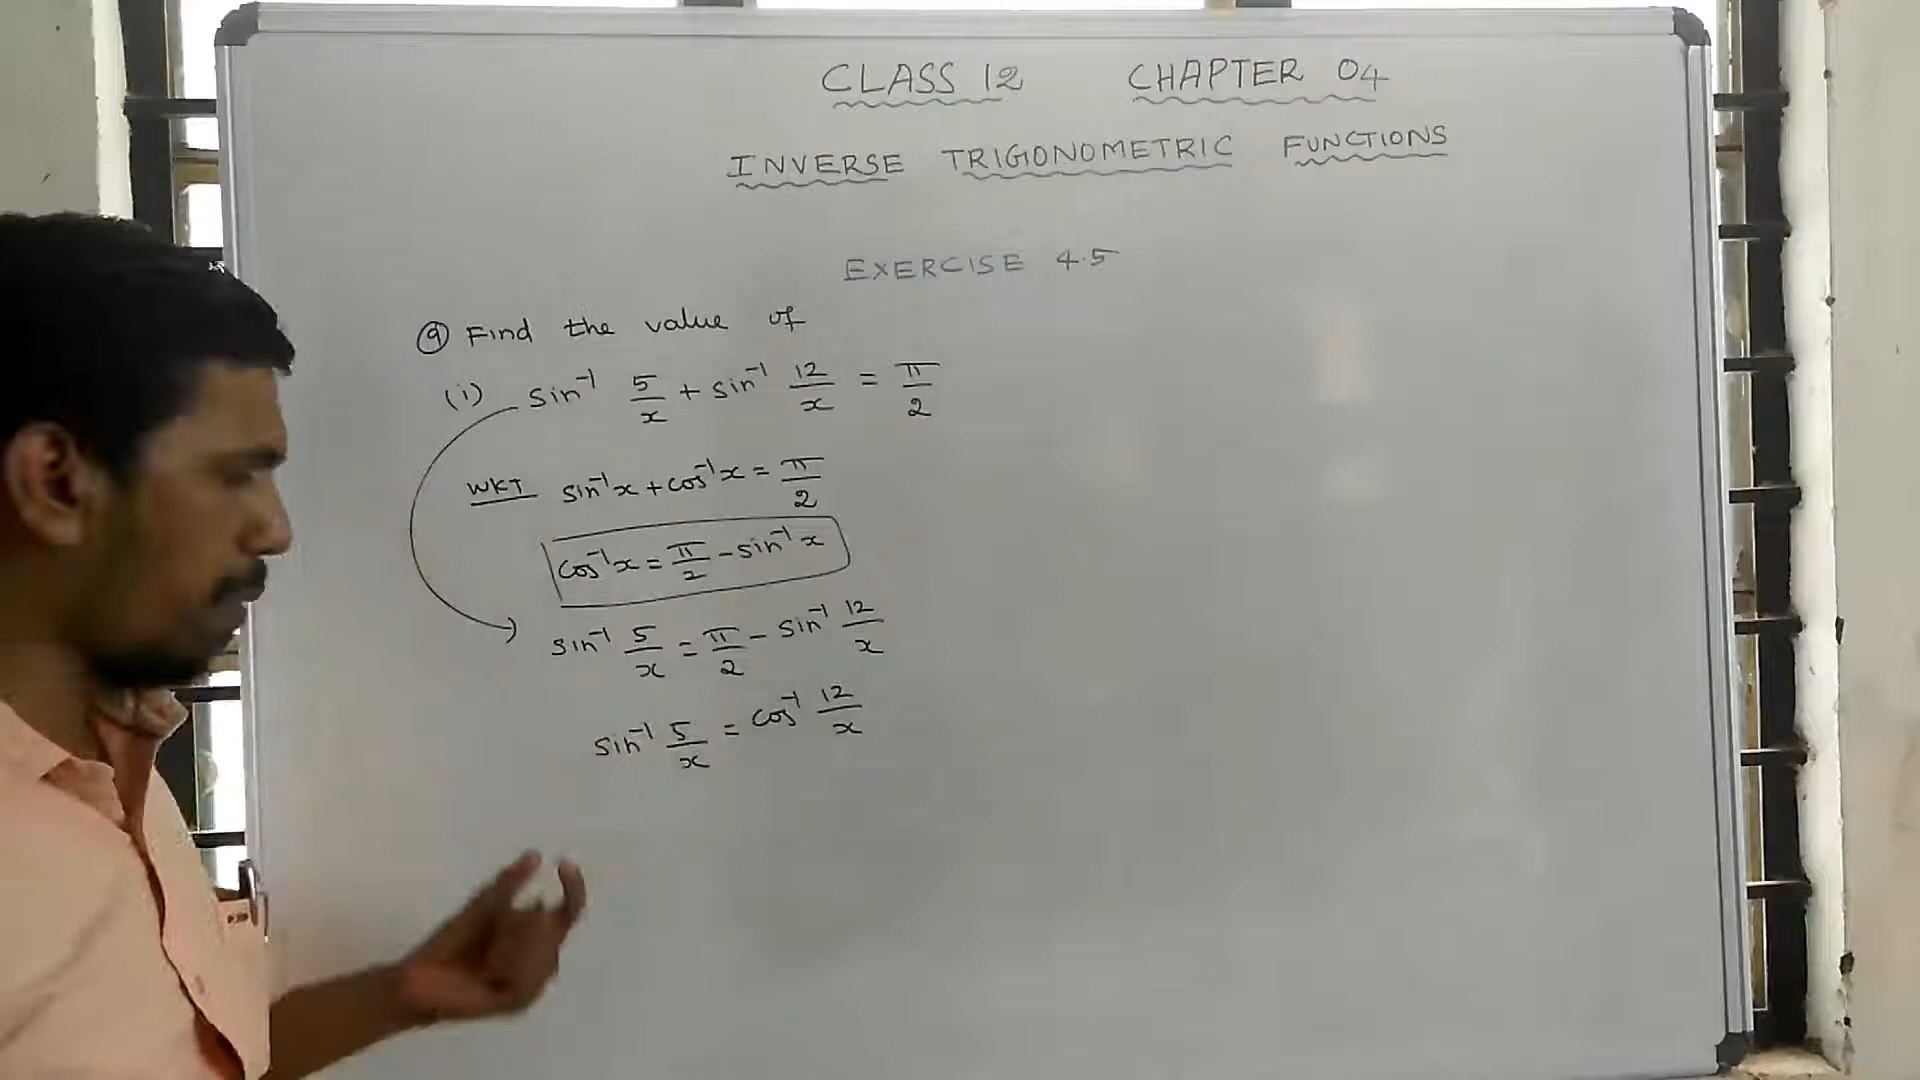 CLASS 12 CHAPTER 04
INVERSE TRIGONOMETRIC FUNCTIONS
EXERCISE 4.5
⑨ Find the value of
(i) sin⁻¹ 5/x + sin⁻¹ 12/x = π/2
WKT sin⁻¹x + cos⁻¹x = π/2
cos⁻¹x = π/2 - sin⁻¹x
sin⁻¹ 5/x = π/2 - sin⁻¹ 12/x
sin⁻¹ 5/x = cos⁻¹ 12/x